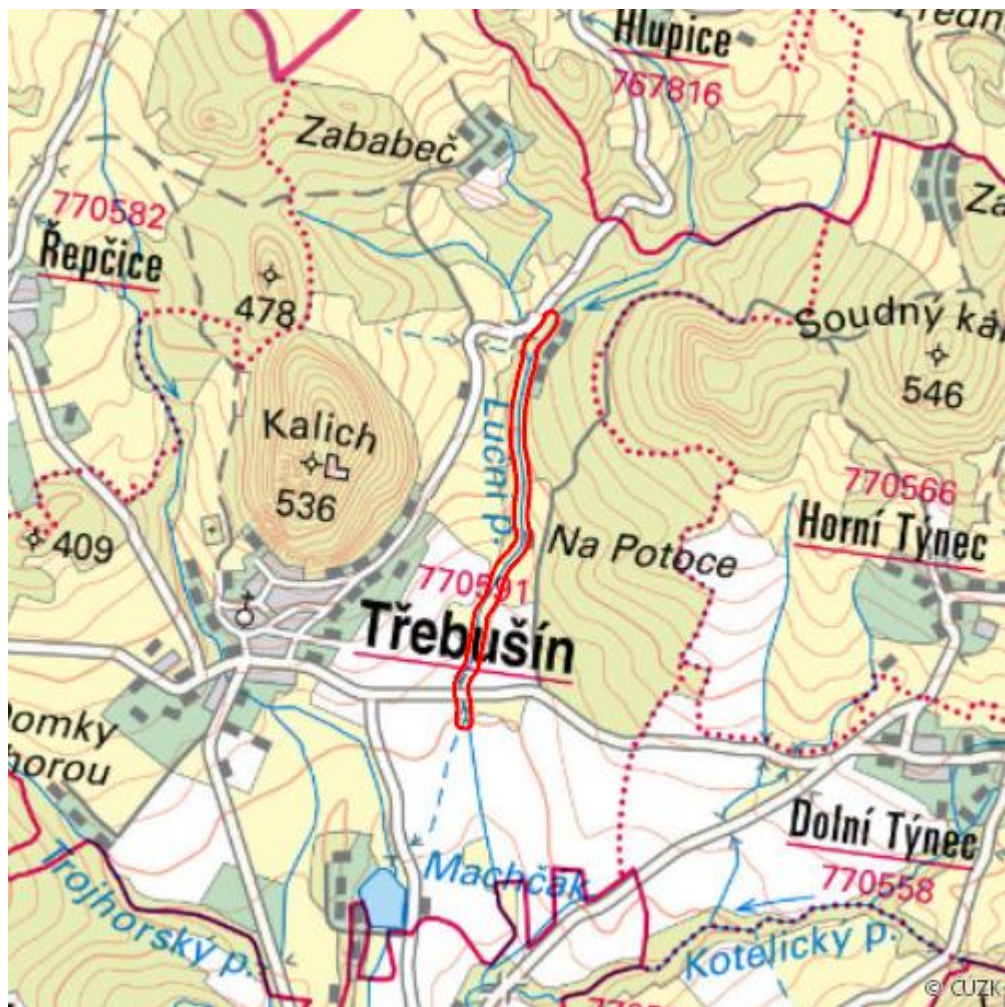 Hlupice
767816
Zababeč
770582
Řepčice
478
Soudný
546
Kalich
536
Luční p.
409
770566
Horní Týnec
Na Potoce
770591
Třebušín
Domky
horou
Dolní Týnec
770558
Machčák
Trojhorský p.
Kotelický p.
© ČÚZK